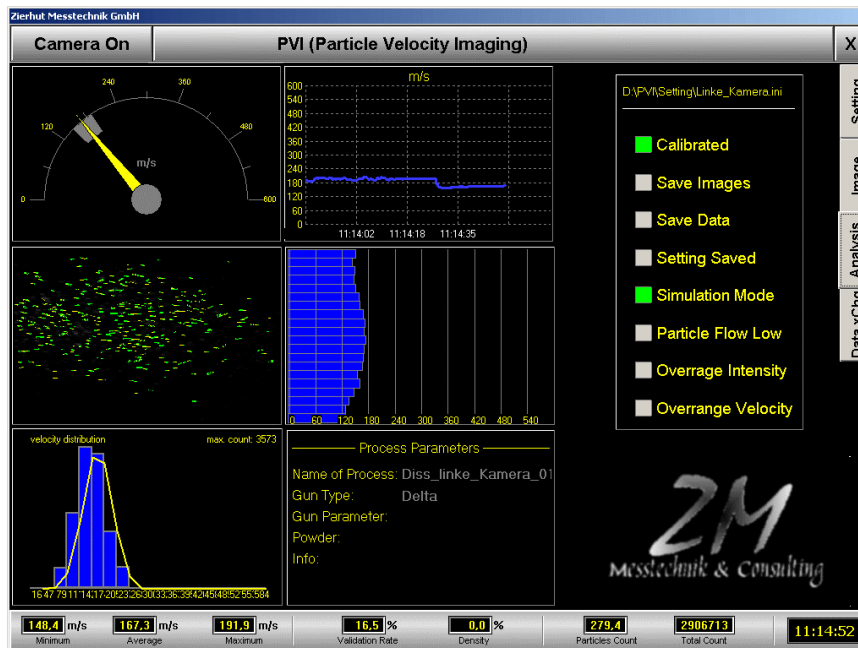 Zierhut Messtechnik GmbH
Camera On
PVI (Particle Velocity Imaging)
X
0
120
240
360
480
600
m/s
m/s
600
540
480
420
360
300
240
180
120
60
0
11:14:02 11:14:18 11:14:35
0 60 120 180 240 300 360 420 480 540
velocity distribution max. count: 3573
Process Parameters
Name of Process: Diss_linke_Kamera_01
Gun Type: Delta
Gun Parameter:
Powder:
Info:
D:\PVI\Setting\Linke_Kamera.ini
Calibrated
Save Images
Save Data
Setting Saved
Simulation Mode
Particle Flow Low
Overrage Intensity
Overrange Velocity
Setting
Image
Analysis
Data xChg
ZM
Messtechnik & Consulting
148,4 m/s
Minimum
167,3 m/s
Average
191,9 m/s
Maximum
16,5 %
Validation Rate
0,0 %
Density
279,4
Particles Count
2906713
Total Count
11:14:52